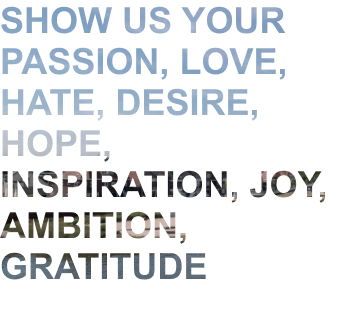 SHOW US YOUR
PASSION, LOVE,
HATE, DESIRE,
HOPE,
INSPIRATION, JOY,
AMBITION,
GRATITUDE